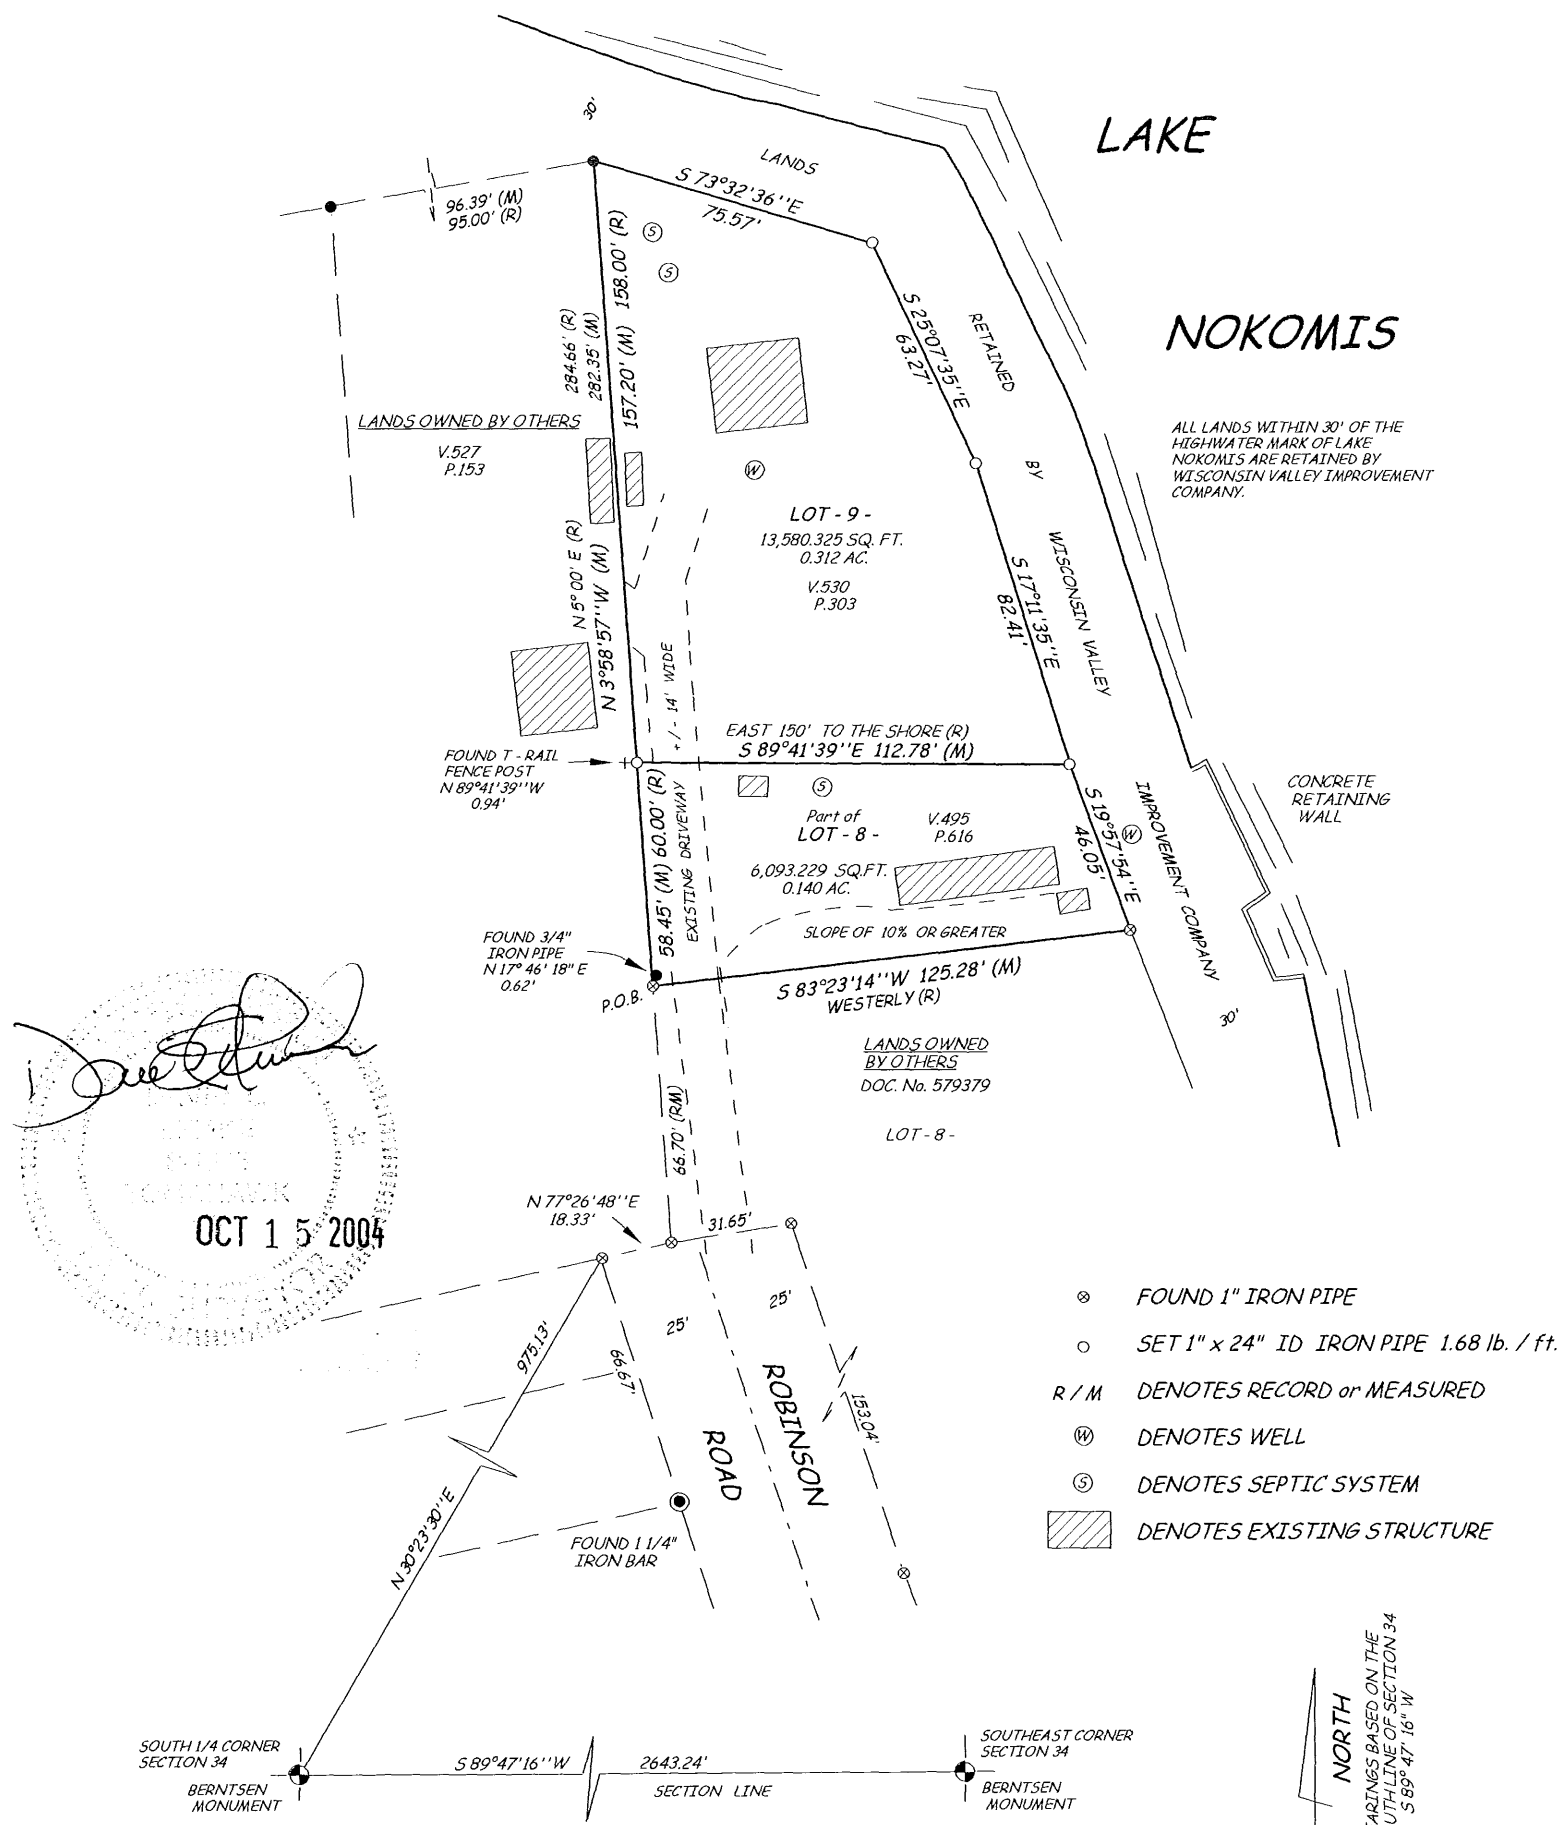 LAKE
NOKOMIS
30'
LANDS
S 73°32'36''E
75.57'
96.39' (M)
95.00' (R)
284.66' (R)
282.35' (M)
157.20' (M) 158.00' (R)
S
S
S 25°07'35''E
63.27'
RETAINED
BY
WISCONSIN VALLEY
IMPROVEMENT COMPANY
ALL LANDS WITHIN 30' OF THE
HIGHWATER MARK OF LAKE
NOKOMIS ARE RETAINED BY
WISCONSIN VALLEY IMPROVEMENT
COMPANY.
LANDS OWNED BY OTHERS
V.527
P.153
W
LOT - 9 -
13,580.325 SQ. FT.
0.312 AC.
V.530
P.303
N 5° 00' E (R)
N 3°58'57''W (M)
S 17°11'35''E
82.41'
+/- 14' WIDE
EXISTING DRIVEWAY
EAST 150' TO THE SHORE (R)
S 89°41'39''E 112.78' (M)
FOUND T - RAIL
FENCE POST
N 89°41'39''W
0.94'
58.45' (M) 60.00' (R)
S
Part of
LOT - 8 -
V.495
P.616
6,093.229 SQ.FT.
0.140 AC.
S 19°57'54''E
46.05'
W
CONCRETE
RETAINING
WALL
SLOPE OF 10% OR GREATER
FOUND 3/4"
IRON PIPE
N 17° 46' 18" E
0.62'
P.O.B.
S 83°23'14''W 125.28' (M)
WESTERLY (R)
30'
LANDS OWNED
BY OTHERS
DOC. No. 579379
LOT - 8 -
66.70' (RM)
OCT 15 2004
N 77°26'48''E
18.33'
31.65'
25'
25'
975.13'
N 30°23'30''E
66.67'
153.04'
ROBINSON
ROAD
FOUND 1 1/4"
IRON BAR
FOUND 1" IRON PIPE
SET 1" x 24" ID IRON PIPE 1.68 lb. / ft.
R / M DENOTES RECORD or MEASURED
W DENOTES WELL
S DENOTES SEPTIC SYSTEM
DENOTES EXISTING STRUCTURE
SOUTH 1/4 CORNER
SECTION 34
BERNTSEN
MONUMENT
S 89°47'16''W 2643.24'
SECTION LINE
SOUTHEAST CORNER
SECTION 34
BERNTSEN
MONUMENT
NORTH
ARINGS BASED ON THE
UTH LINE OF SECTION 34
S 89° 47' 16" W